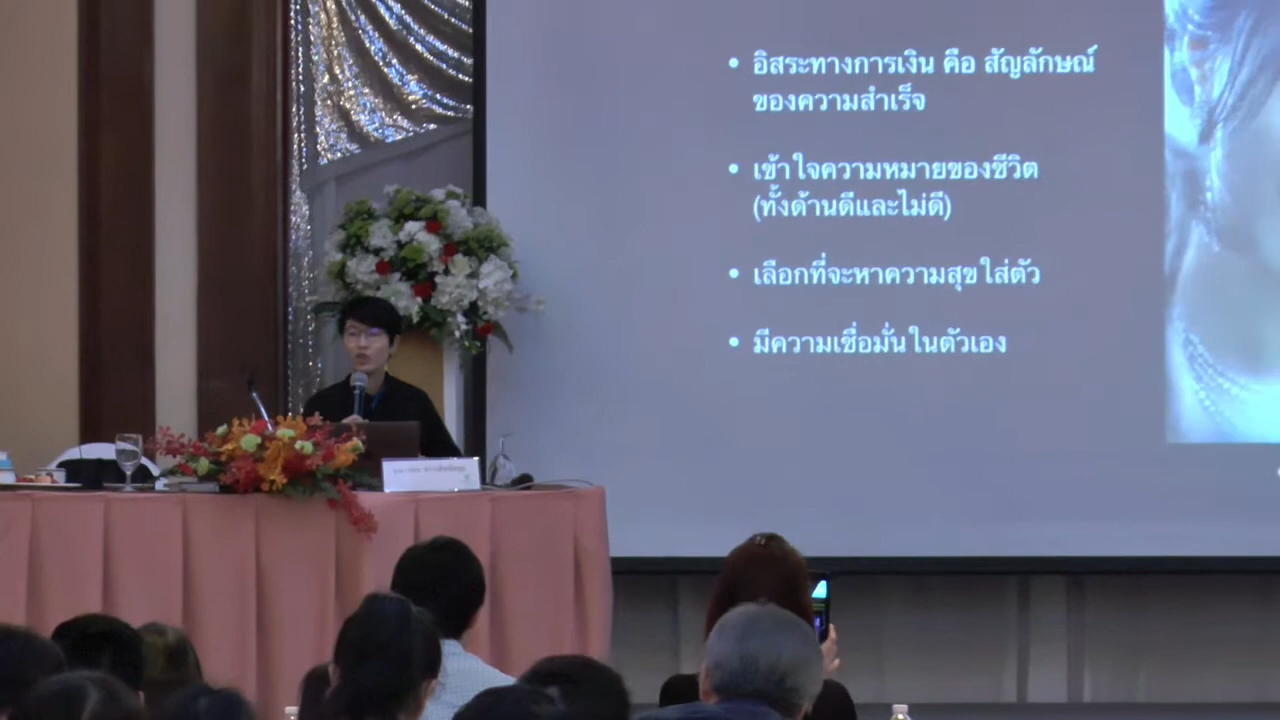 • อิสระทางการเงิน คือ สัญลักษณ์
ของความสำเร็จ
• เข้าใจความหมายของชีวิต
(ทั้งด้านดีและไม่ดี)
• เลือกที่จะหาความสุขใส่ตัว
• มีความเชื่อมั่นในตัวเอง